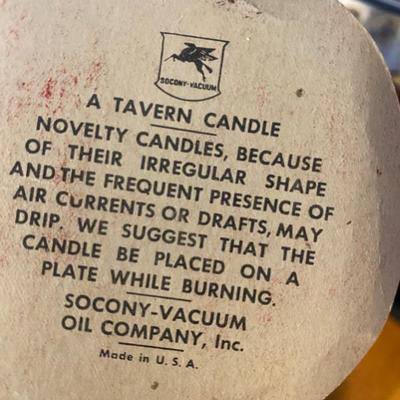 SOCONY-VACUUM
A TAVERN CANDLE
NOVELTY CANDLES, BECAUSE
OF THEIR IRREGULAR SHAPE
AND THE FREQUENT PRESENCE OF
AIR CURRENTS OR DRAFTS, MAY
DRIP. WE SUGGEST THAT THE
CANDLE BE PLACED ON A
PLATE WHILE BURNING.
SOCONY-VACUUM
OIL COMPANY, Inc.
Made in U. S. A.